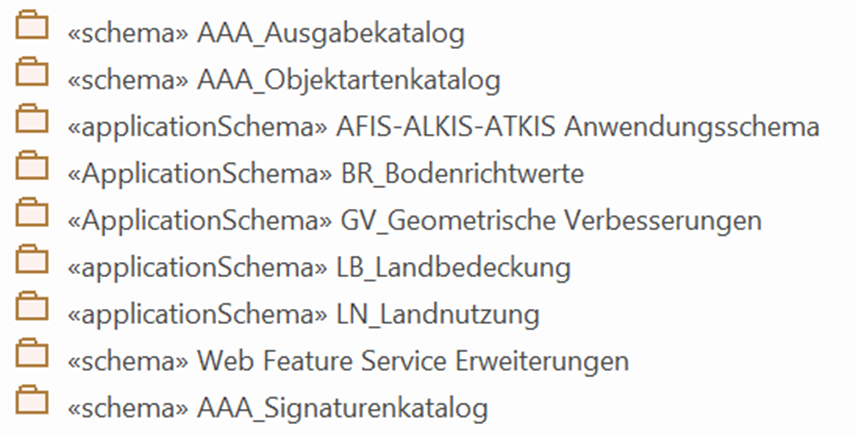 «schema» AAA_Ausgabekatalog
«schema» AAA_Objektartenkatalog
«applicationSchema» AFIS-ALKIS-ATKIS Anwendungsschema
«ApplicationSchema» BR_Bodenrichtwerte
«ApplicationSchema» GV_Geometrische Verbesserungen
«applicationSchema» LB_Landbedeckung
«applicationSchema» LN_Landnutzung
«schema» Web Feature Service Erweiterungen
«schema» AAA_Signaturenkatalog